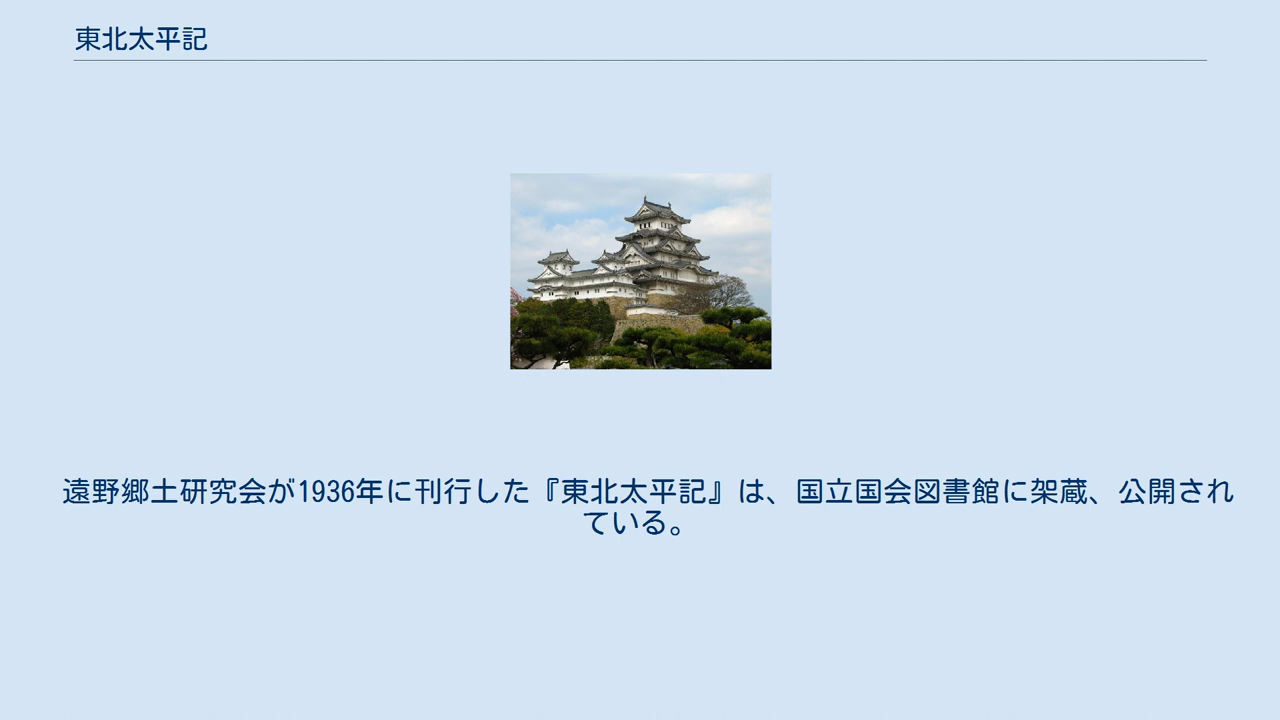 東北太平記
遠野郷土研究会が1936年に刊行した『東北太平記』は、国立国会図書館に架蔵、公開され
ている。